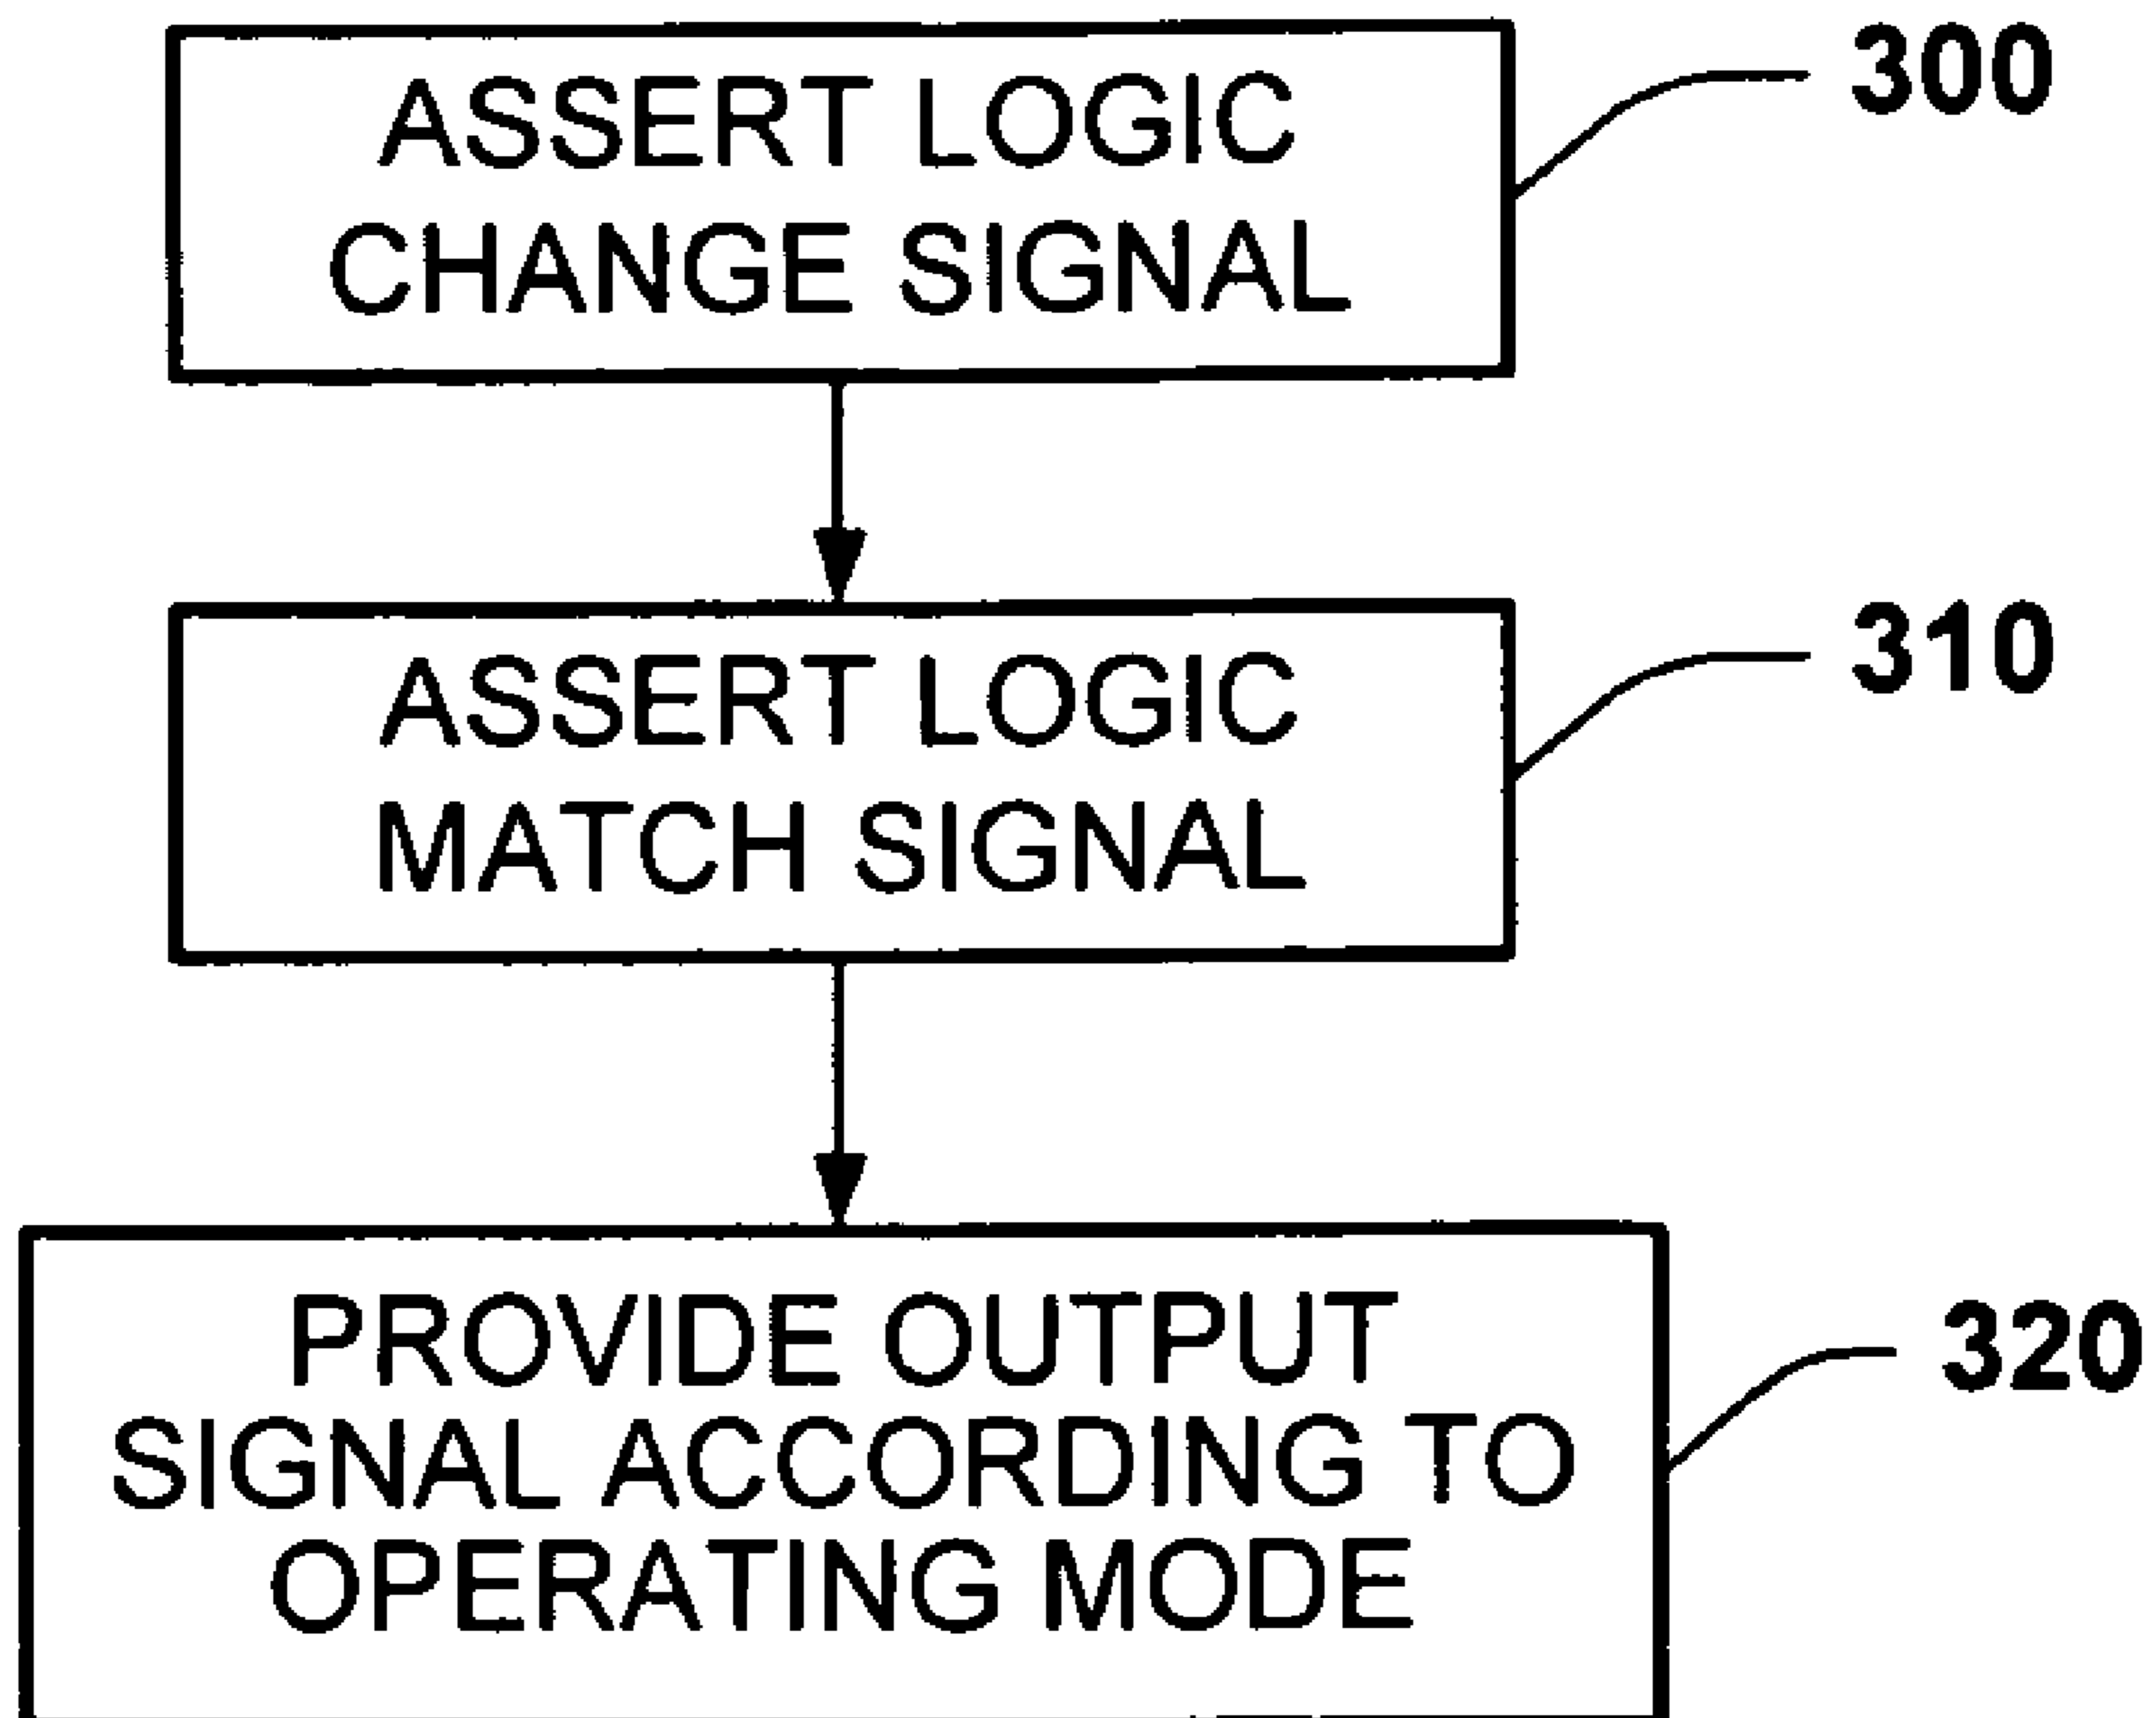 ASSERT LOGIC
CHANGE SIGNAL
300
ASSERT LOGIC
MATCH SIGNAL
310
PROVIDE OUTPUT
SIGNAL ACCORDING TO
OPERATING MODE
320